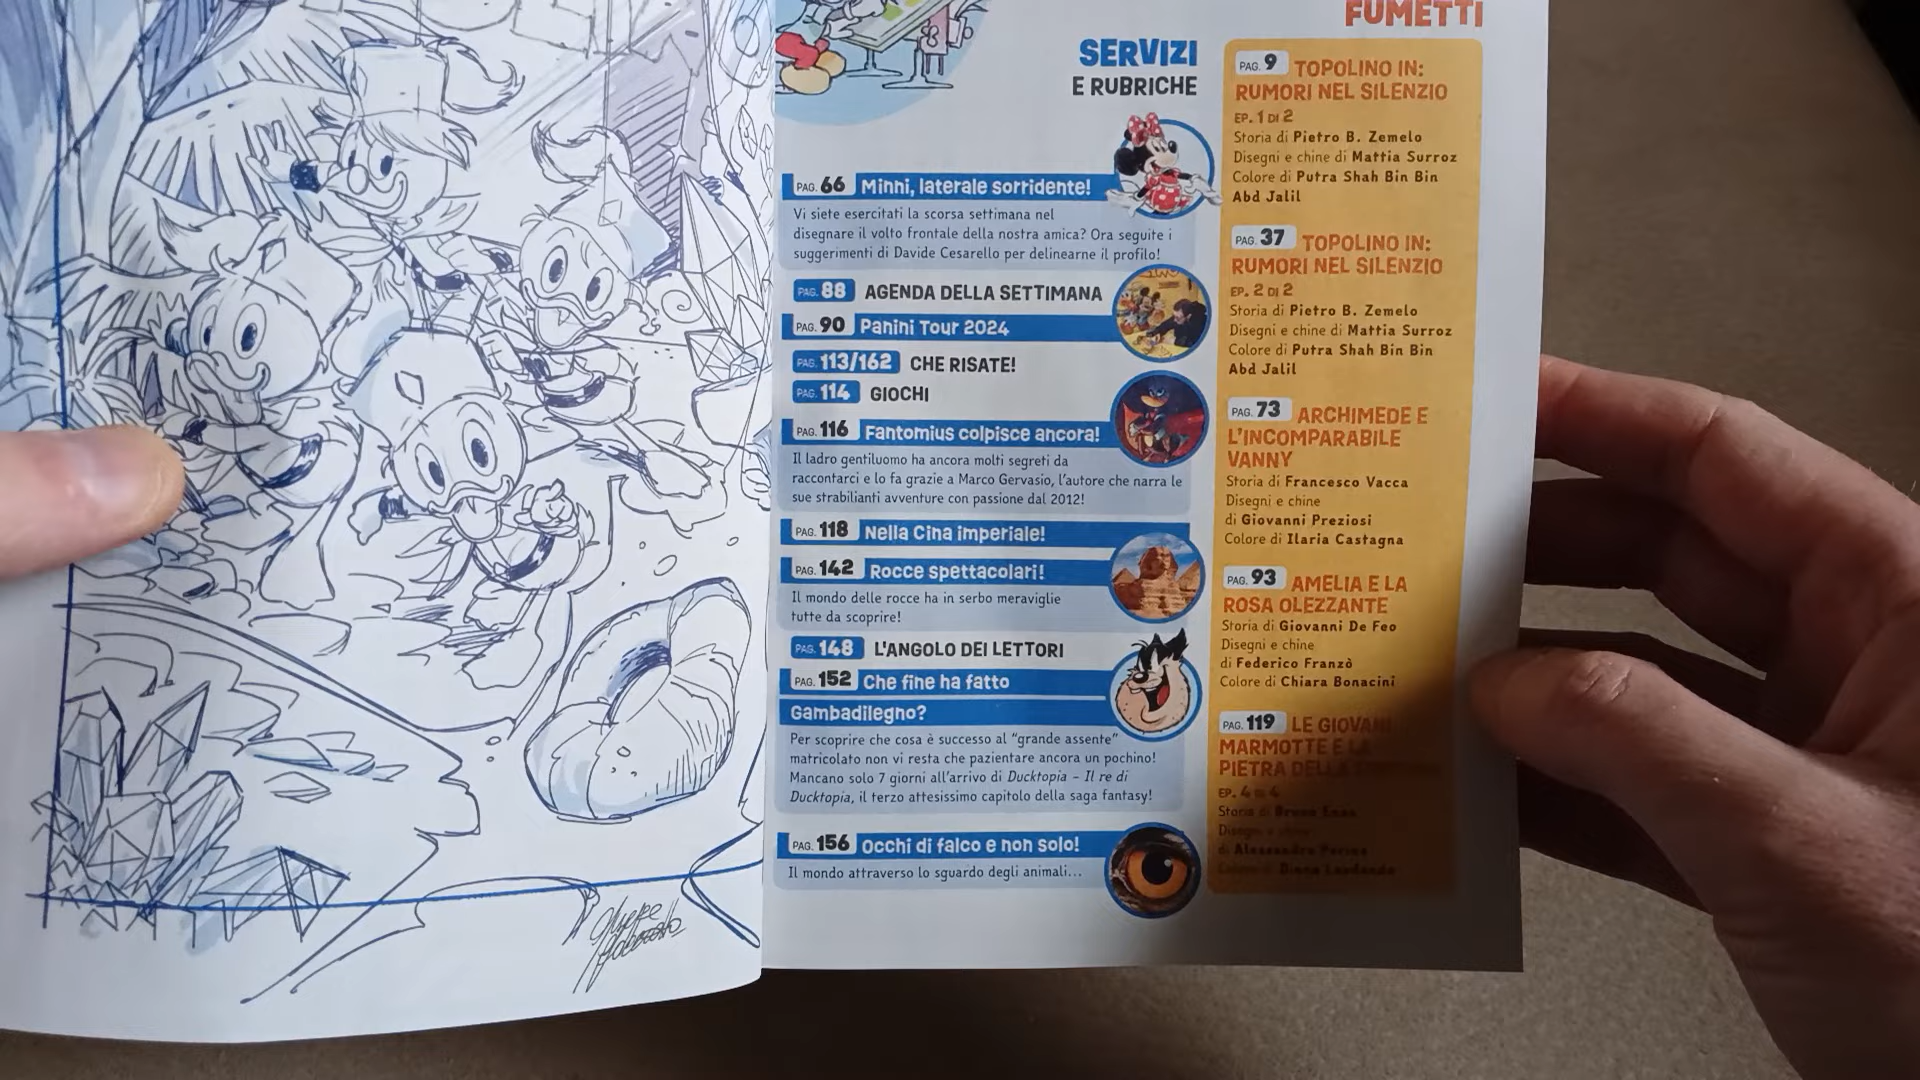 SERVIZI
E RUBRICHE
PAG. 66 Minni, laterale sorridente!
Vi siete esercitati la scorsa settimana nel
disegnare il volto frontale della nostra amica? Ora seguite i
suggerimenti di Davide Cesarello per delinearne il profilo!
PAG. 88 AGENDA DELLA SETTIMANA
PAG. 90 Panini Tour 2024
PAG. 113/162 CHE RISATE!
PAG. 114 GIOCHI
PAG. 116 Fantomius colpisce ancora!
Il ladro gentiluomo ha ancora molti segreti da
raccontarci e lo fa grazie a Marco Gervasio, l'autore che narra le
sue strabilianti avventure con passione dal 2012!
PAG. 118 Nella Cina imperiale!
PAG. 142 Rocce spettacolari!
Il mondo delle rocce ha in serbo meraviglie
tutte da scoprire!
PAG. 148 L'ANGOLO DEI LETTORI
PAG. 152 Che fine ha fatto
Gambadilegno?
Per scoprire che cosa è successo al "grande assente"
matricolato non vi resta che pazientare ancora un pochino!
Mancano solo 7 giorni all'arrivo di Ducktopia – Il re di
Ducktopia, il terzo attesissimo capitolo della saga fantasy!
PAG. 156 Occhi di falco e non solo!
Il mondo attraverso lo sguardo degli animali...
FUMETTI
PAG. 9 TOPOLINO IN:
RUMORI NEL SILENZIO
EP. 1 DI 2
Storia di Pietro B. Zemelo
Disegni e chine di Mattia Surroz
Colore di Putra Shah Bin Bin
Abd Jalil
PAG. 37 TOPOLINO IN:
RUMORI NEL SILENZIO
EP. 2 DI 2
Storia di Pietro B. Zemelo
Disegni e chine di Mattia Surroz
Colore di Putra Shah Bin Bin
Abd Jalil
PAG. 73 ARCHIMEDE E
L'INCOMPARABILE
VANNY
Storia di Francesco Vacca
Disegni e chine
di Giovanni Preziosi
Colore di Ilaria Castagna
PAG. 93 AMELIA E LA
ROSA OLEZZANTE
Storia di Giovanni De Feo
Disegni e chine
di Federico Franzò
Colore di Chiara Bonacini
PAG. 119 LE GIOVANI
MARMOTTE E LA
PIETRA DELLA
EP. 4 DI 4
Storia di Bruno Enna
Disegni e chine
di Alessandro Perina
Colore di